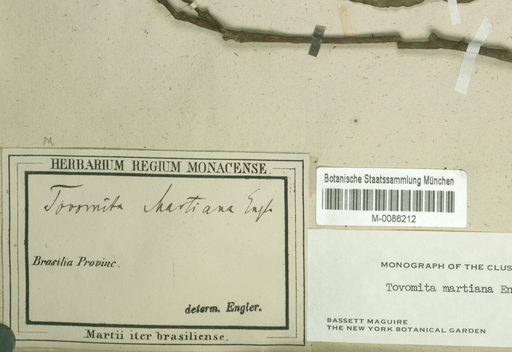 M
HERBARIUM REGIUM MONACENSE.
Tovomita Martiana Engl.
Brasilia Provinc.
determ. Engler.
Martii iter brasiliense.
Botanische Staatssammlung München
M-0086212
MONOGRAPH OF THE CLUS
Tovomita martiana En
BASSETT MAGUIRE
THE NEW YORK BOTANICAL GARDEN